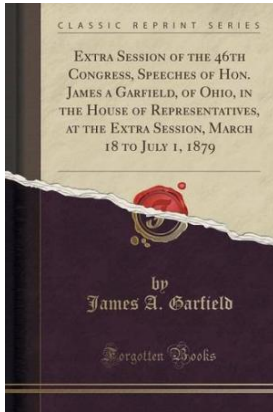 CLASSIC REPRINT SERIES
EXTRA SESSION OF THE 46TH
CONGRESS, SPEECHES OF HON.
JAMES A GARFIELD, OF OHIO, IN
THE HOUSE OF REPRESENTATIVES,
AT THE EXTRA SESSION, MARCH
18 TO JULY 1, 1879
by
James A. Garfield
Forgotten Books